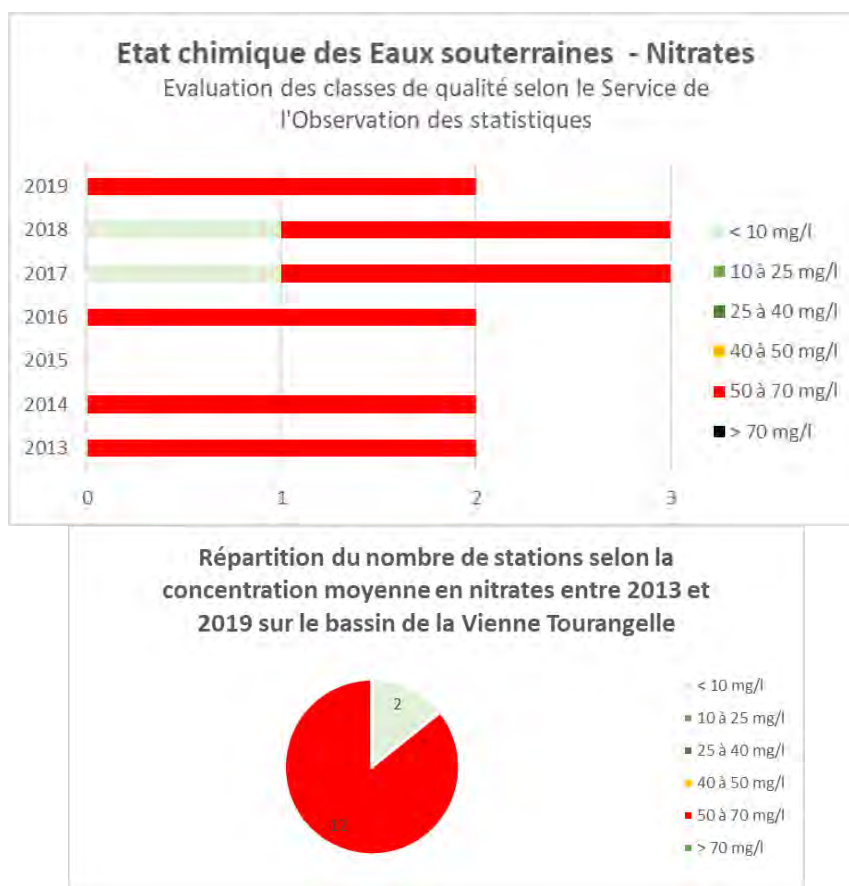 Etat chimique des Eaux souterraines - Nitrates
Evaluation des classes de qualité selon le Service de
l'Observation des statistiques
2019
2018
2017
2016
2015
2014
2013
0
1
2
3
< 10 mg/l
10 à 25 mg/l
25 à 40 mg/l
40 à 50 mg/l
50 à 70 mg/l
> 70 mg/l
Répartition du nombre de stations selon la
concentration moyenne en nitrates entre 2013 et
2019 sur le bassin de la Vienne Tourangelle
2
12
< 10 mg/l
10 à 25 mg/l
25 à 40 mg/l
40 à 50 mg/l
50 à 70 mg/l
> 70 mg/l